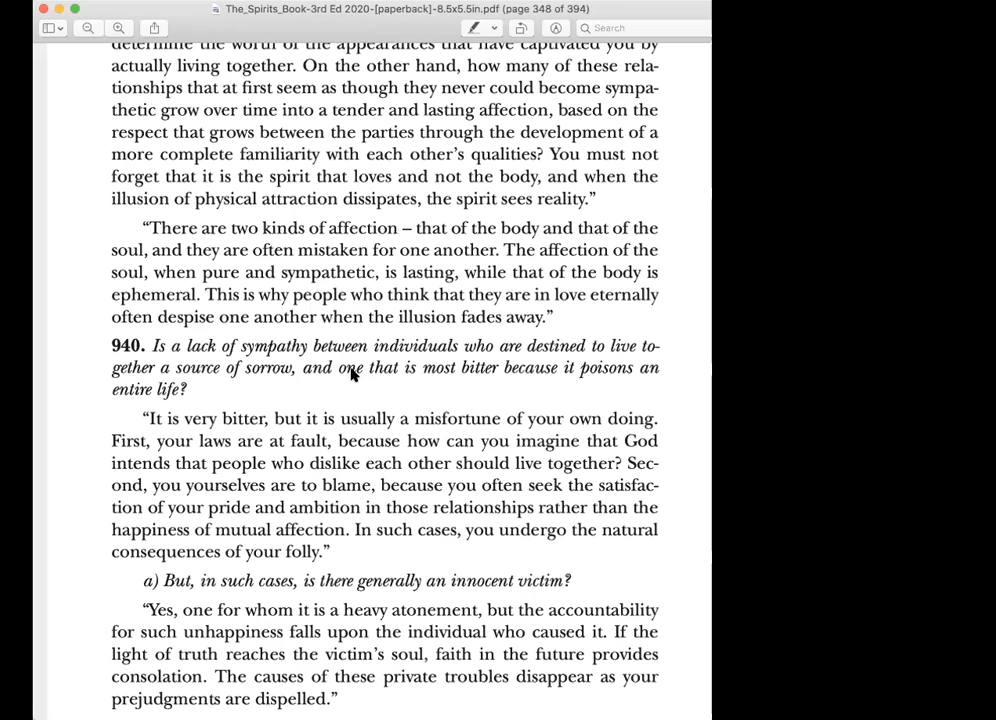 The_Spirits_Book-3rd Ed 2020-[paperback]-8.5x5.5in.pdf (page 348 of 394)
Search
determine the worth of the appearances that have captivated you by
actually living together. On the other hand, how many of these rela-
tionships that at first seem as though they never could become sympa-
thetic grow over time into a tender and lasting affection, based on the
respect that grows between the parties through the development of a
more complete familiarity with each other’s qualities? You must not
forget that it is the spirit that loves and not the body, and when the
illusion of physical attraction dissipates, the spirit sees reality.”
“There are two kinds of affection – that of the body and that of the
soul, and they are often mistaken for one another. The affection of the
soul, when pure and sympathetic, is lasting, while that of the body is
ephemeral. This is why people who think that they are in love eternally
often despise one another when the illusion fades away.”
940. Is a lack of sympathy between individuals who are destined to live to-
gether a source of sorrow, and one that is most bitter because it poisons an
entire life?
“It is very bitter, but it is usually a misfortune of your own doing.
First, your laws are at fault, because how can you imagine that God
intends that people who dislike each other should live together? Sec-
ond, you yourselves are to blame, because you often seek the satisfac-
tion of your pride and ambition in those relationships rather than the
happiness of mutual affection. In such cases, you undergo the natural
consequences of your folly.”
a) But, in such cases, is there generally an innocent victim?
“Yes, one for whom it is a heavy atonement, but the accountability
for such unhappiness falls upon the individual who caused it. If the
light of truth reaches the victim’s soul, faith in the future provides
consolation. The causes of these private troubles disappear as your
prejudgments are dispelled.”